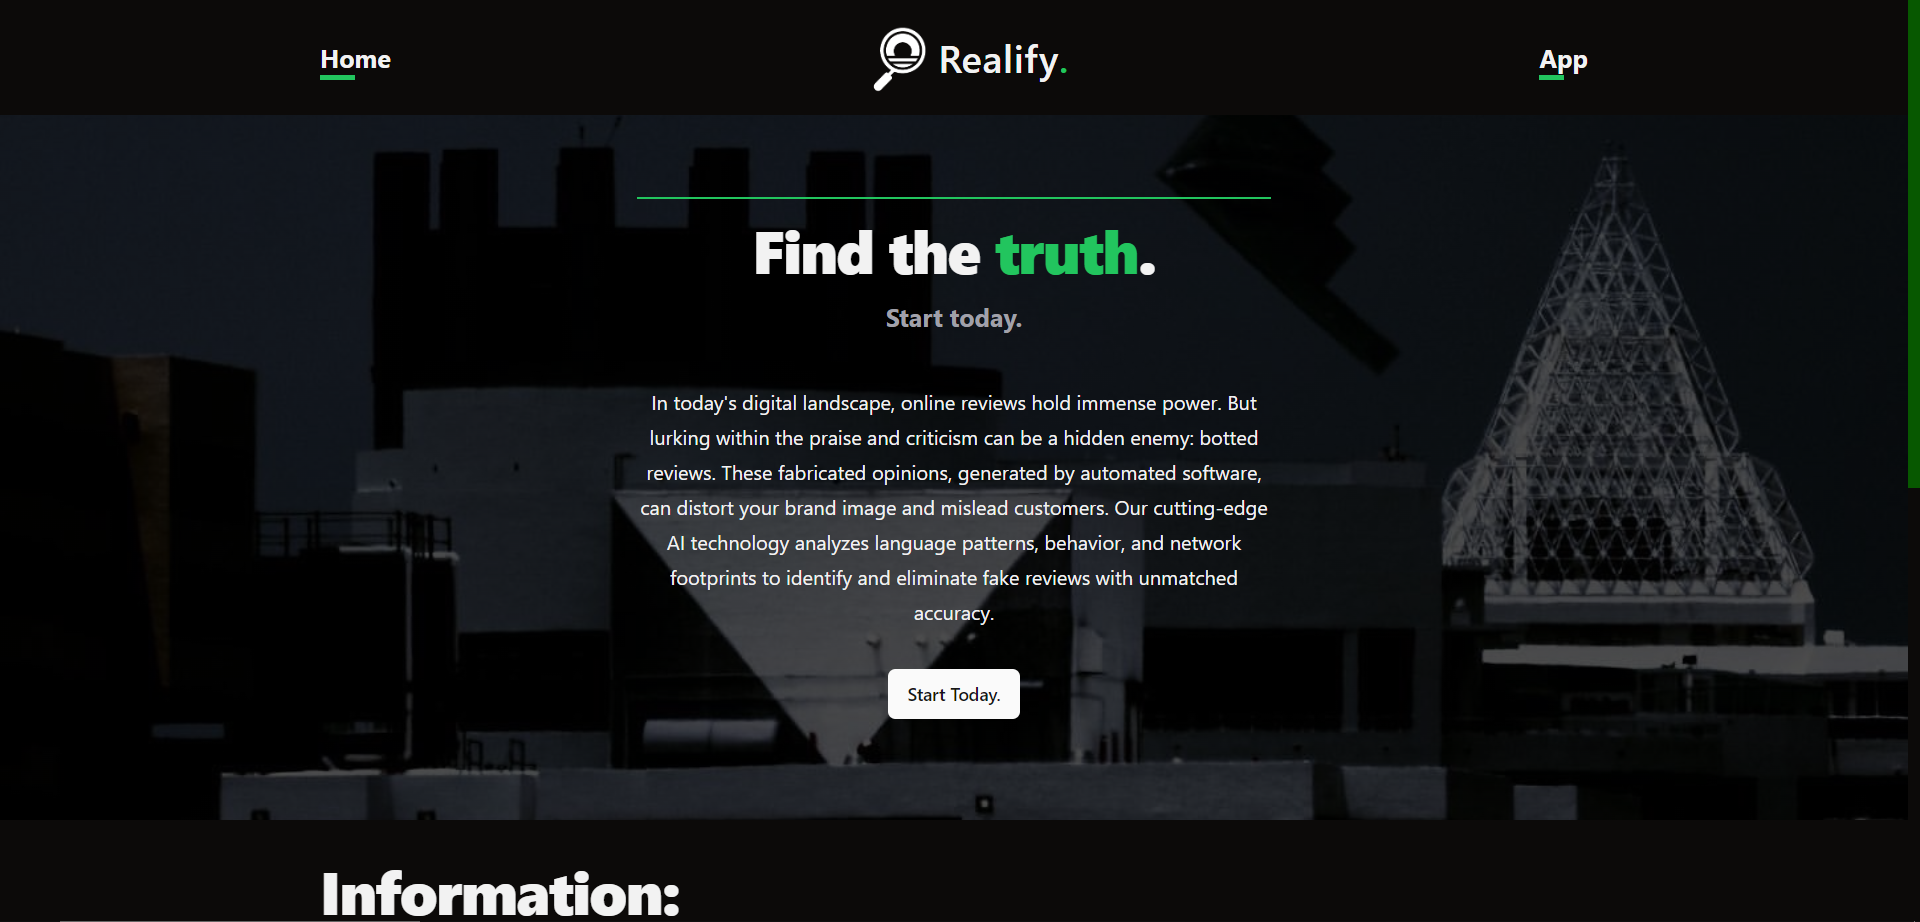 Home
Realify.
App
Find the truth.
Start today.
In today's digital landscape, online reviews hold immense power. But
lurking within the praise and criticism can be a hidden enemy: botted
reviews. These fabricated opinions, generated by automated software,
can distort your brand image and mislead customers. Our cutting-edge
AI technology analyzes language patterns, behavior, and network
footprints to identify and eliminate fake reviews with unmatched
accuracy.
Start Today.
Information: